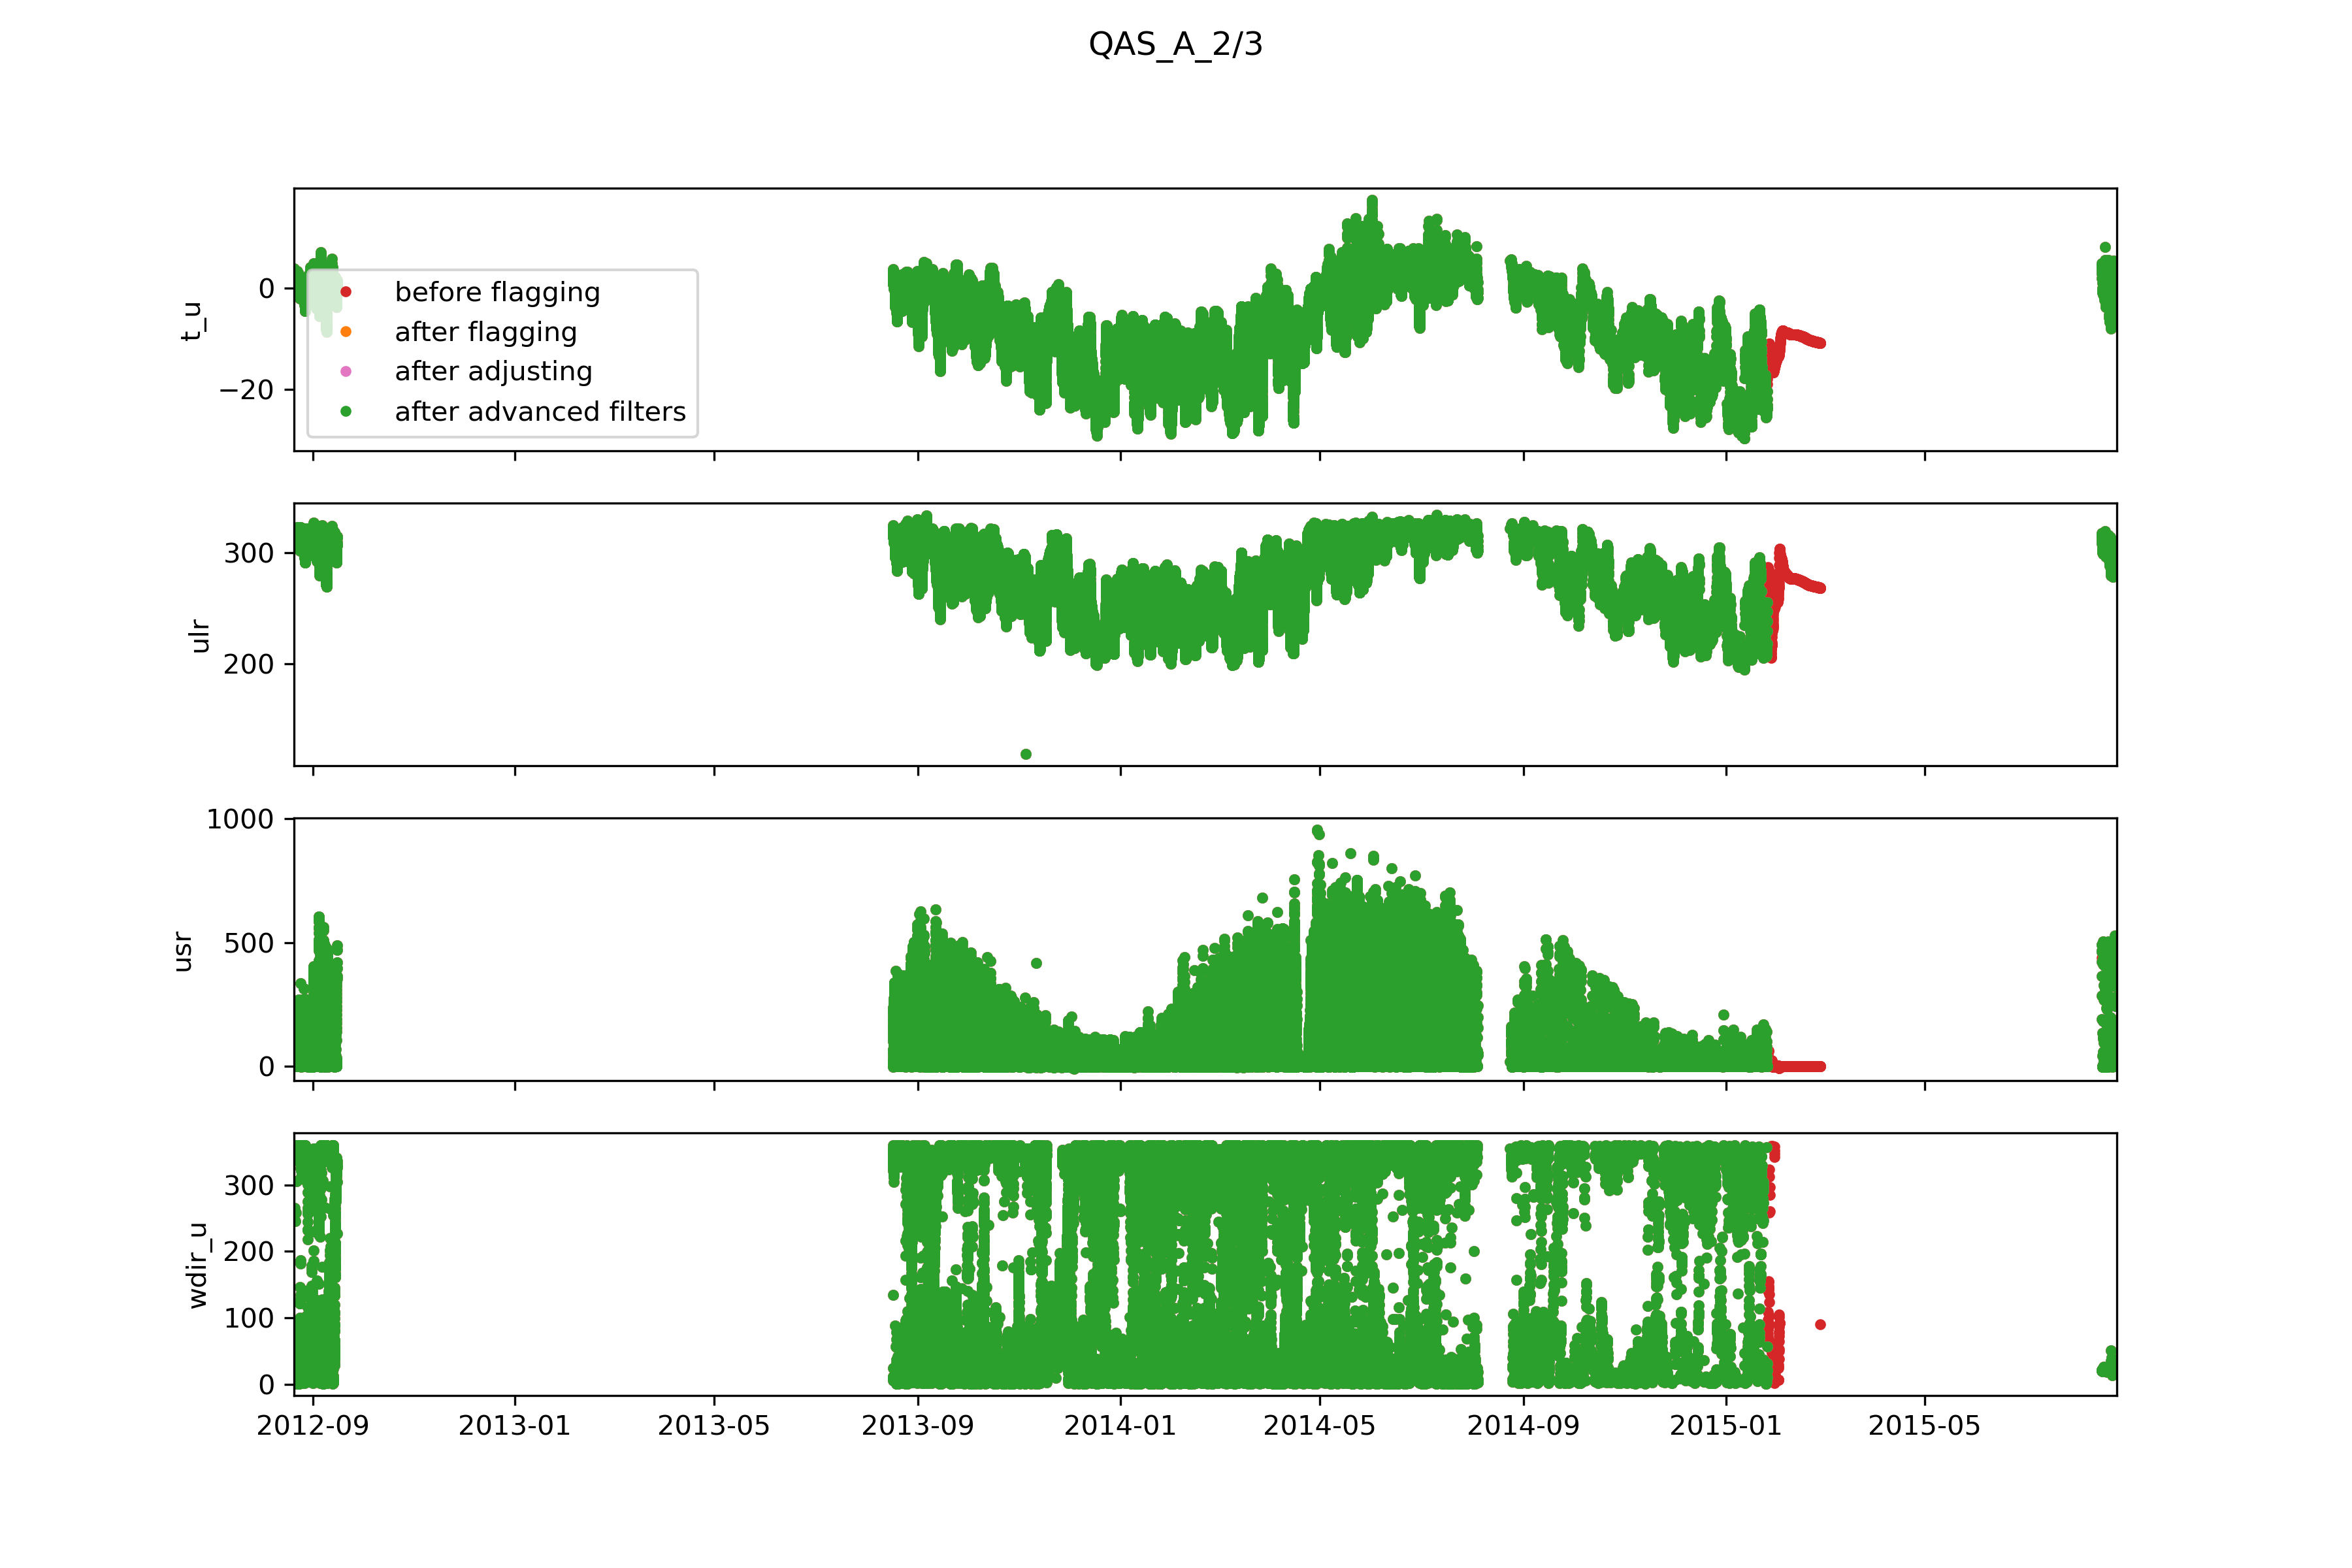 QAS_A_2/3
t_u
0
−20
before flagging
after flagging
after adjusting
after advanced filters
ulr
300
200
usr
1000
500
0
wdir_u
300
200
100
0
2012-09 2013-01 2013-05 2013-09 2014-01 2014-05 2014-09 2015-01 2015-05